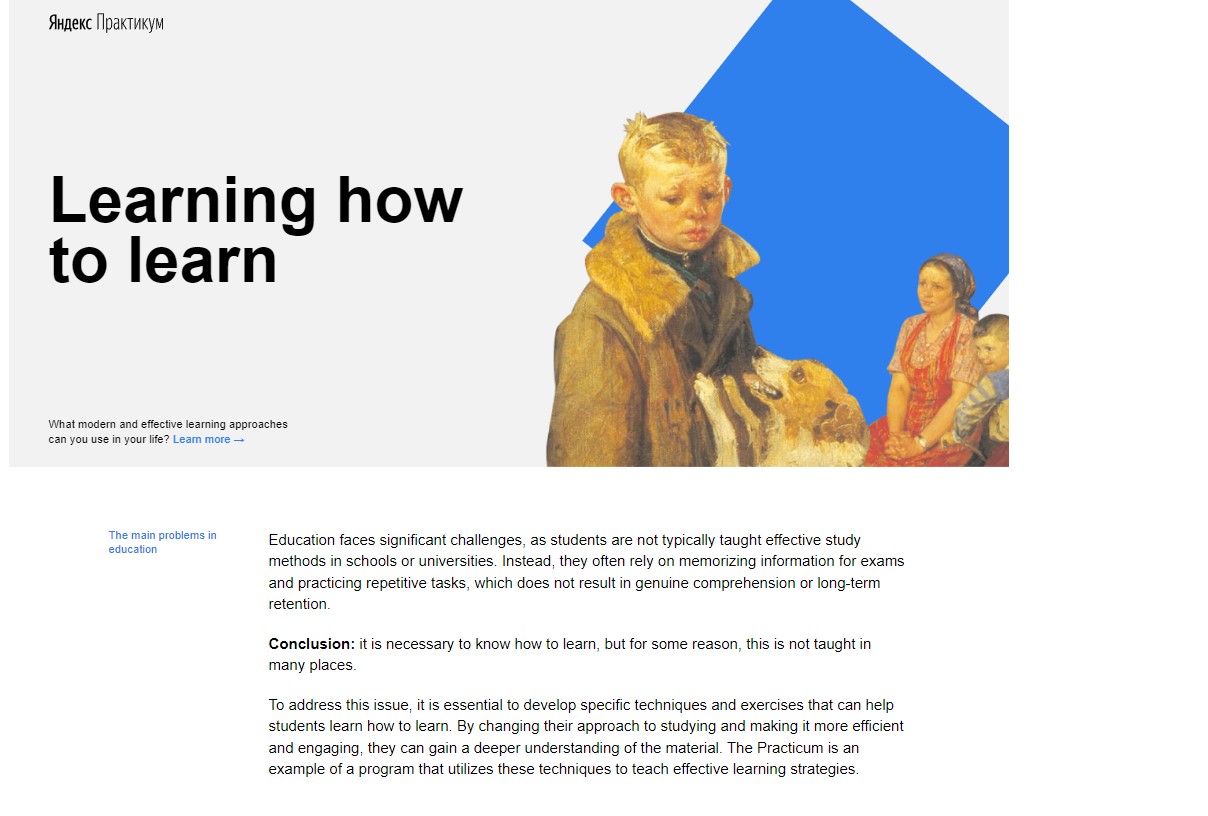 Яндекс Практикум
Learning how
to learn
What modern and effective learning approaches
can you use in your life? Learn more →
The main problems in
education
Education faces significant challenges, as students are not typically taught effective study
methods in schools or universities. Instead, they often rely on memorizing information for exams
and practicing repetitive tasks, which does not result in genuine comprehension or long-term
retention.
Conclusion: it is necessary to know how to learn, but for some reason, this is not taught in
many places.
To address this issue, it is essential to develop specific techniques and exercises that can help
students learn how to learn. By changing their approach to studying and making it more efficient
and engaging, they can gain a deeper understanding of the material. The Practicum is an
example of a program that utilizes these techniques to teach effective learning strategies.